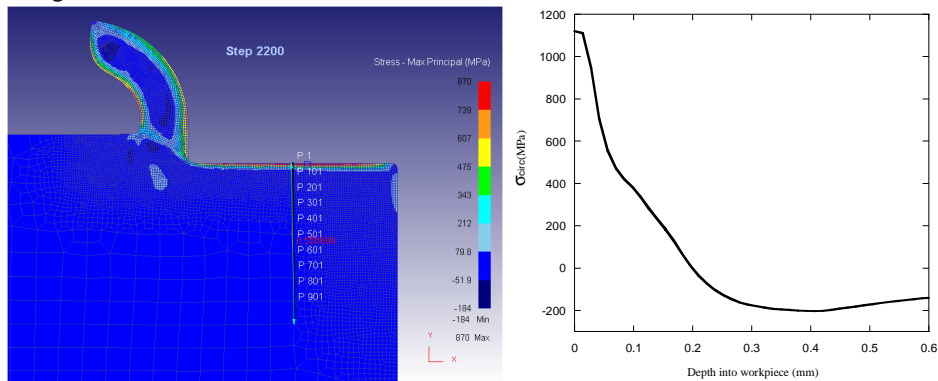 Step 2200
Stress - Max Principal (MPa)
870
739
607
475
343
212
79.8
-51.9
-184
-184 Min
870 Max
P 1
P 101
P 201
P 301
P 401
P 501
P 601
P 701
P 801
P 901
Y
X
1200
1000
800
600
400
200
0
-200
σcirc(MPa)
0
0.1
0.2
0.3
0.4
0.5
0.6
Depth into workpiece (mm)